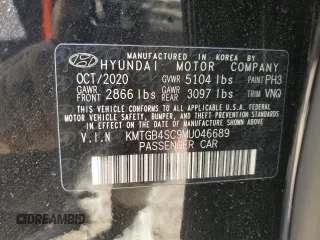 MANUFACTURED IN KOREA BY
HYUNDAI MOTOR COMPANY
OCT/2020 GVWR 5104 lbs PAINT PH3
GAWR FRONT 2866 lbs GAWR REAR 3097 lbs TRIM VNQ
THIS VEHICLE CONFORMS TO ALL APPLICABLE
U.S. FEDERAL MOTOR VEHICLE SAFETY, BUMPER,
AND THEFT PREVENTION STANDARDS IN EFFECT
ON THE DATE OF MANUFACTURE SHOWN ABOVE.
V.I.N KMTGB4SC9MU046689
PASSENGER CAR